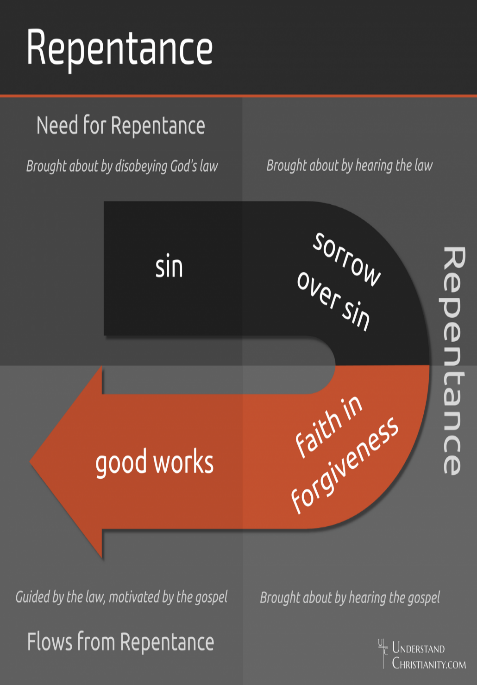 Repentance
Need for Repentance
Brought about by disobeying God's law
Brought about by hearing the law
sin
sorrow
over sin
Repentance
faith in
forgiveness
good works
Guided by the law, motivated by the gospel
Brought about by hearing the gospel
Flows from Repentance
UNDERSTAND
CHRISTIANITY.COM